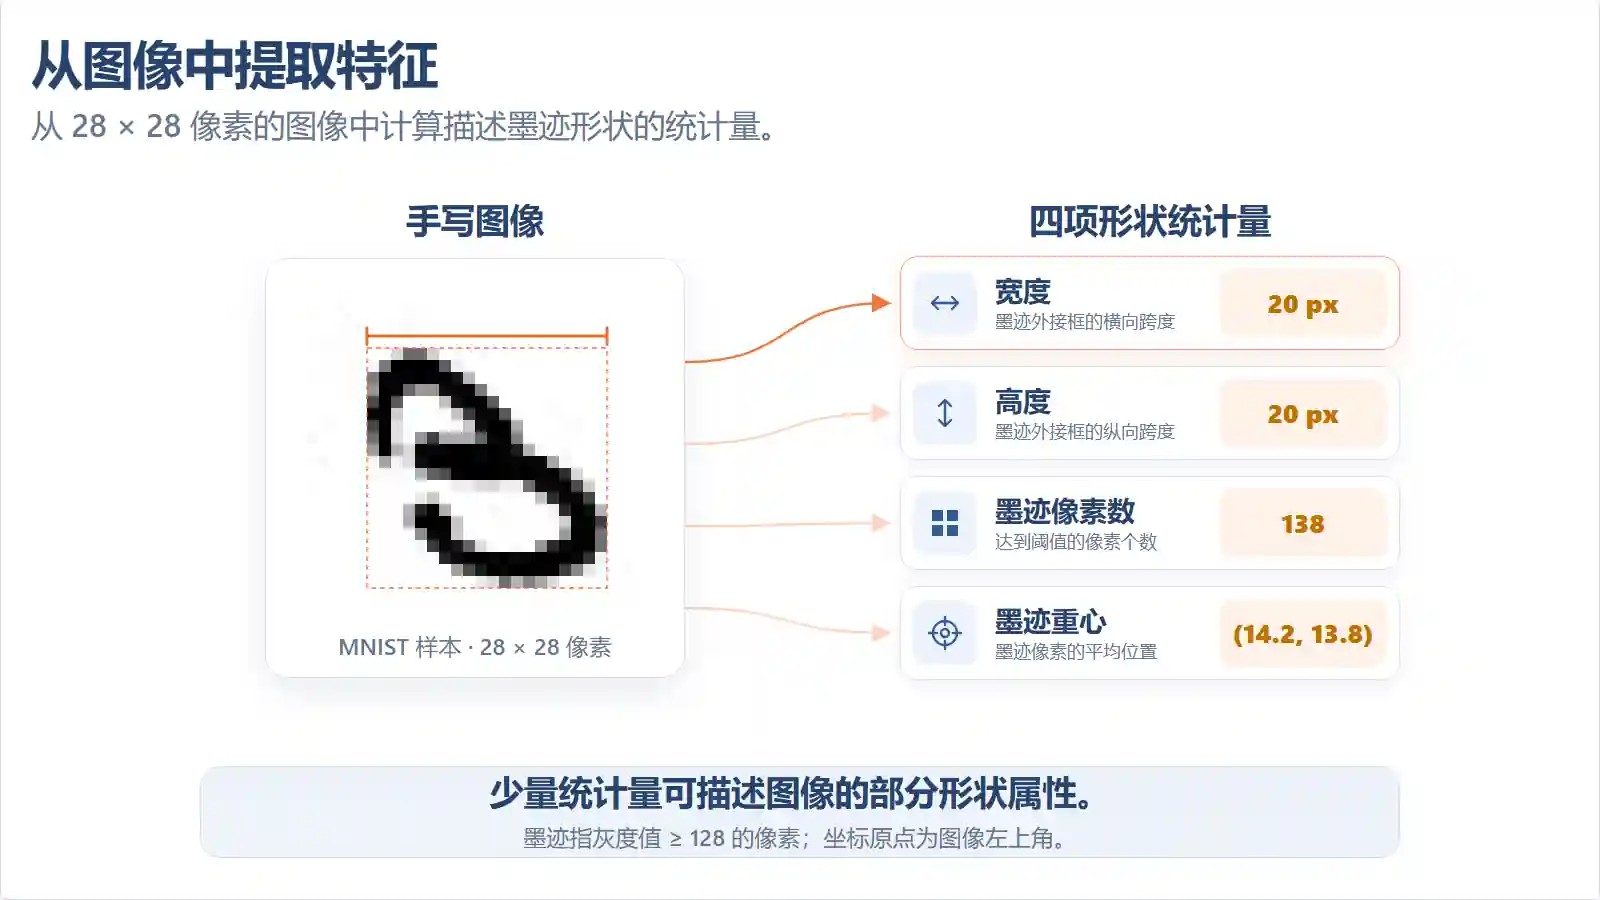 从图像中提取特征
从 28 × 28 像素的图像中计算描述墨迹形状的统计量。
手写图像
MNIST 样本 · 28 × 28 像素
四项形状统计量
宽度
墨迹外接框的横向跨度
20 px
高度
墨迹外接框的纵向跨度
20 px
墨迹像素数
达到阈值的像素个数
138
墨迹重心
墨迹像素的平均位置
(14.2, 13.8)
少量统计量可描述图像的部分形状属性。
墨迹指灰度值 ≥ 128 的像素；坐标原点为图像左上角。